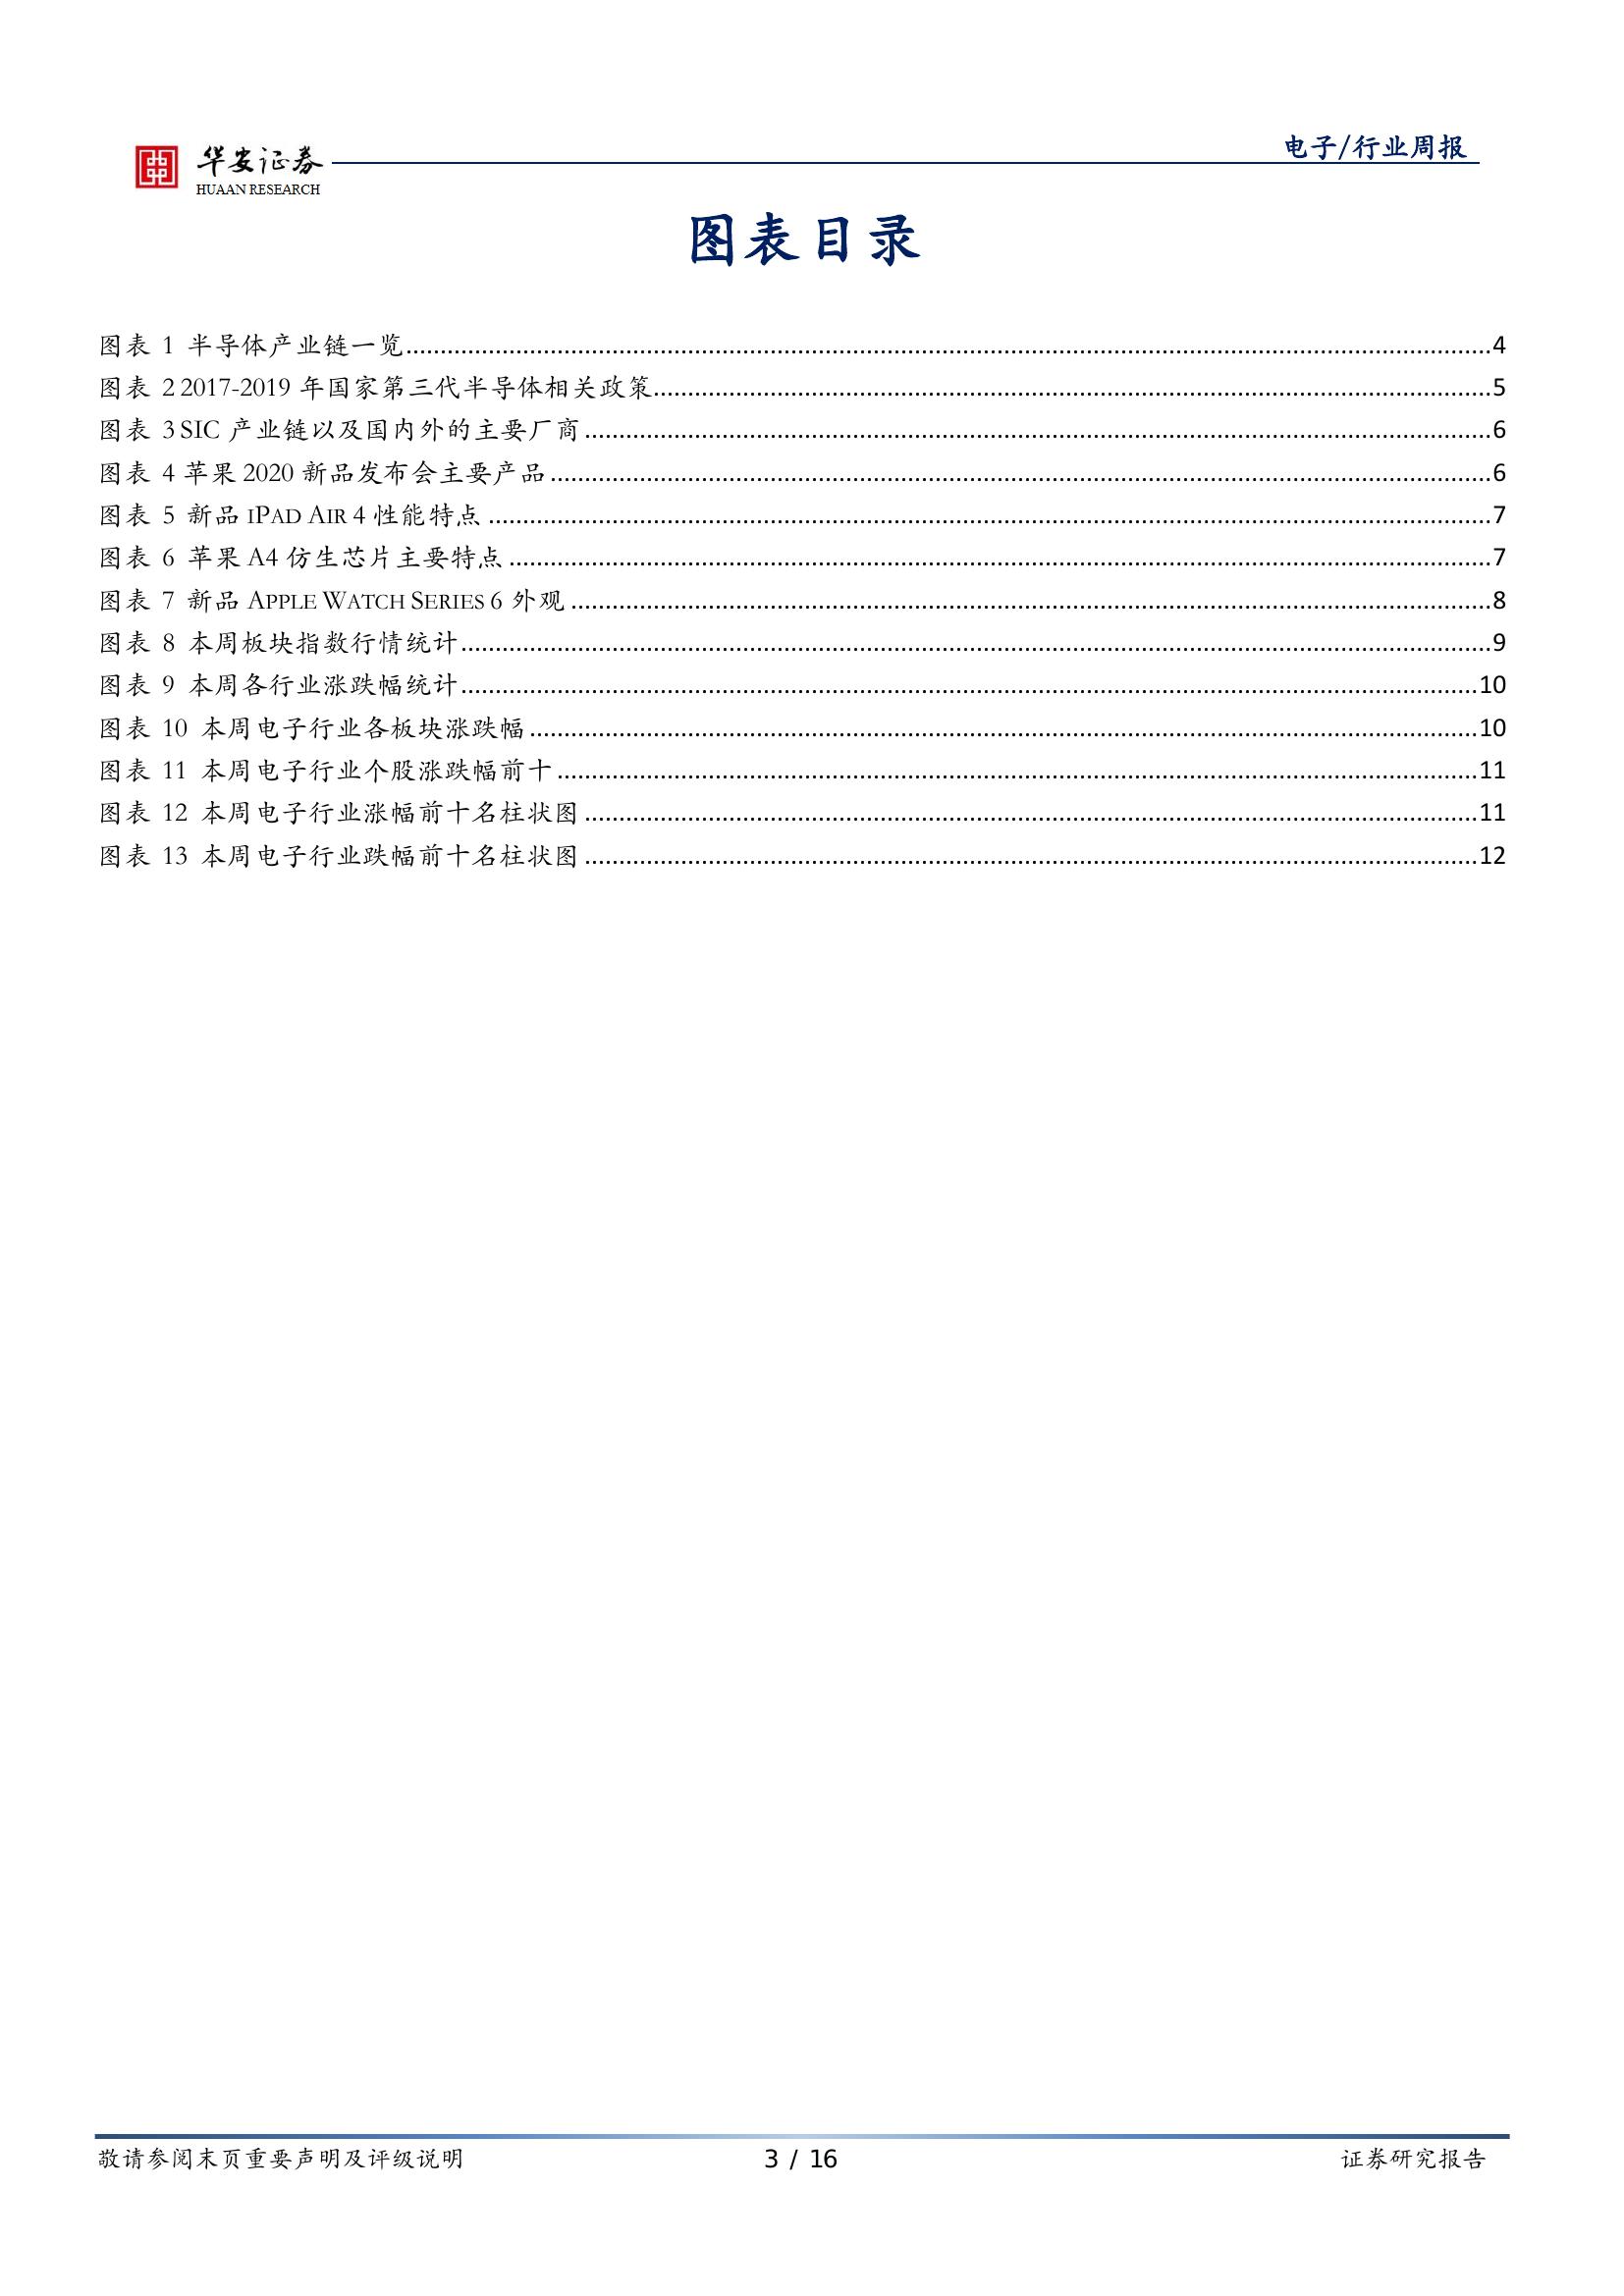 华安证券
HUAAN RESEARCH
电子/行业周报
图表目录
图表 1 半导体产业链一览........................4
图表 2 2017-2019 年国家第三代半导体相关政策........................5
图表 3 SIC 产业链以及国内外的主要厂商........................6
图表 4 苹果 2020 新品发布会主要产品........................6
图表 5 新品 iPAD AIR 4 性能特点........................7
图表 6 苹果 A4 仿生芯片主要特点........................7
图表 7 新品 APPLE WATCH SERIES 6 外观........................8
图表 8 本周板块指数行情统计........................9
图表 9 本周各行业涨跌幅统计........................10
图表 10 本周电子行业各板块涨跌幅........................10
图表 11 本周电子行业个股涨跌幅前十........................11
图表 12 本周电子行业涨幅前十名柱状图........................11
图表 13 本周电子行业跌幅前十名柱状图........................12
敬请参阅末页重要声明及评级说明
3 / 16
证券研究报告